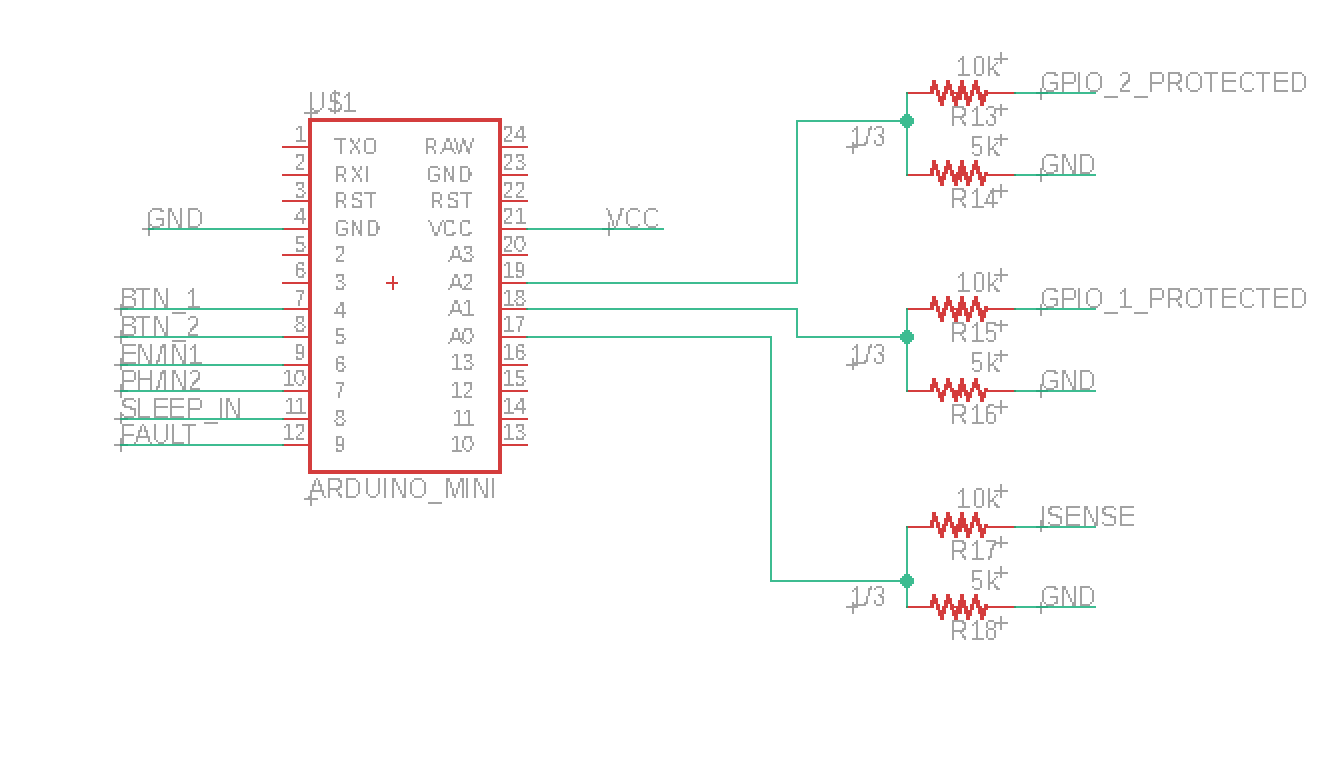 U$1
1 TXO RAW 24
2 RXI GND 23
3 RST RST 22
GND 4 GND VCC 21 VCC
5 2 A3 20
6 3 A2 19
BTN_1 7 4 A1 18
BTN_2 8 5 A0 17
EN/IN1 9 6 13 16
PH/IN2 10 7 12 15
SLEEP_IN 11 8 11 14
FAULT 12 9 10 13
ARDUINO_MINI
10k
GPIO_2_PROTECTED
R13
1/3
5k
GND
R14
10k
GPIO_1_PROTECTED
R15
1/3
5k
GND
R16
10k
ISENSE
R17
5k
1/3
GND
R18